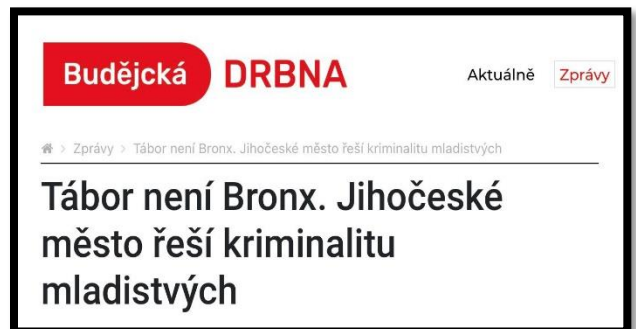 Budějcká DRBNA Aktuálně Zprávy
> Zprávy > Tábor není Bronx. Jihočeské město řeší kriminalitu mladistvých
Tábor není Bronx. Jihočeské
město řeší kriminalitu
mladistvých